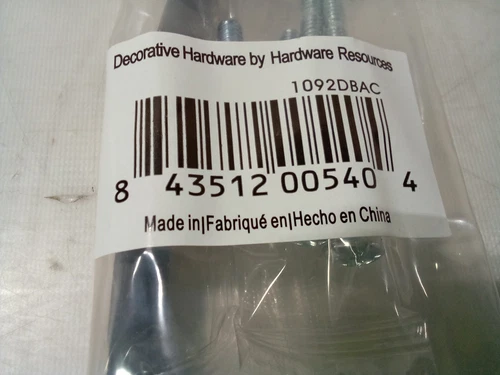 Decorative Hardware by Hardware Resources
1092DBAC
8 43512 00540 4
Made in|Fabriqué en|Hecho en China